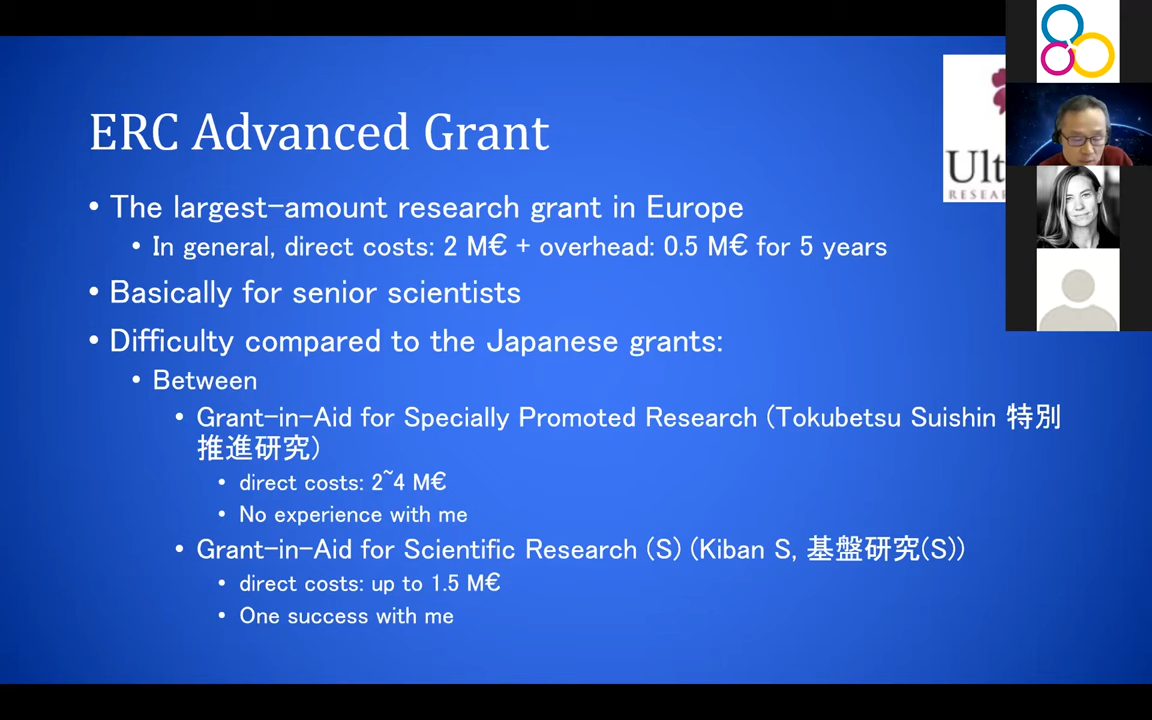 ERC Advanced Grant
• The largest-amount research grant in Europe
• In general, direct costs: 2 M€ + overhead: 0.5 M€ for 5 years
• Basically for senior scientists
• Difficulty compared to the Japanese grants:
• Between
• Grant-in-Aid for Specially Promoted Research (Tokubetsu Suishin 特別
推進研究)
• direct costs: 2~4 M€
• No experience with me
• Grant-in-Aid for Scientific Research (S) (Kiban S, 基盤研究(S))
• direct costs: up to 1.5 M€
• One success with me